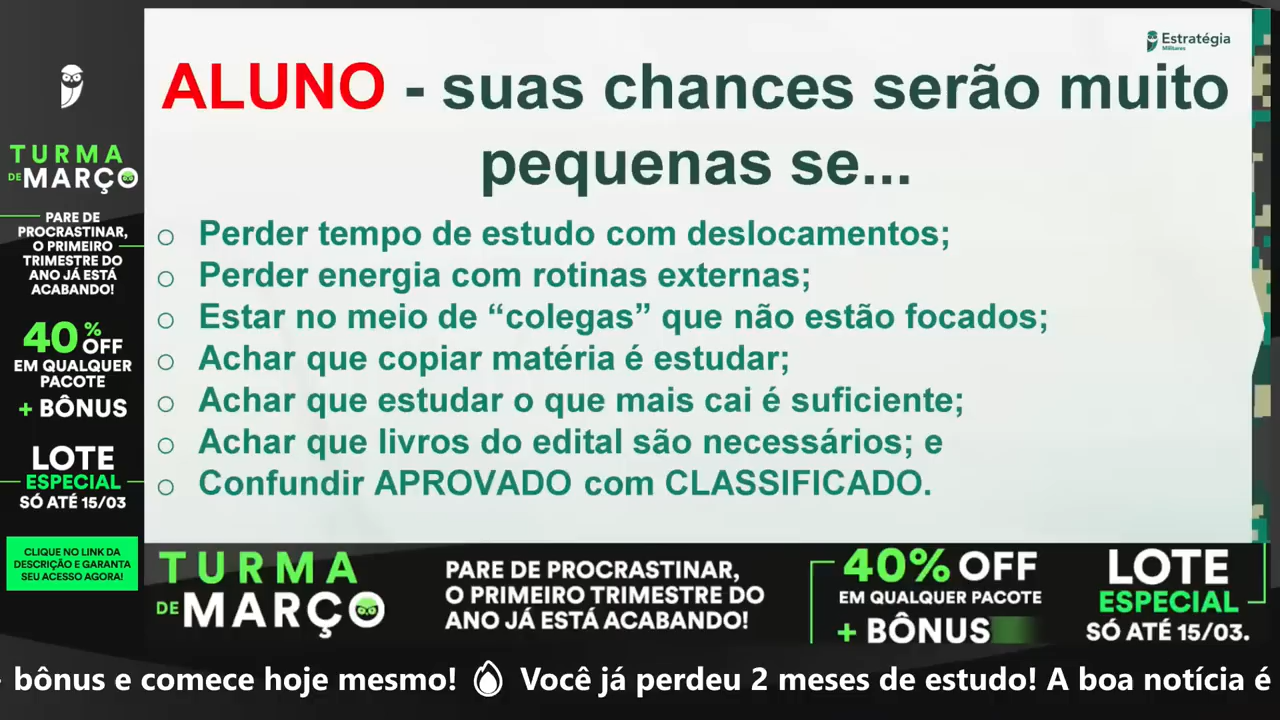 Estratégia
Militares
ALUNO - suas chances serão muito
pequenas se...
Perder tempo de estudo com deslocamentos;
Perder energia com rotinas externas;
Estar no meio de “colegas” que não estão focados;
Achar que copiar matéria é estudar;
Achar que estudar o que mais cai é suficiente;
Achar que livros do edital são necessários; e
Confundir APROVADO com CLASSIFICADO.
TURMA
DE MARÇO
PARE DE
PROCRASTINAR,
O PRIMEIRO
TRIMESTRE DO
ANO JÁ ESTÁ
ACABANDO!
40% OFF
EM QUALQUER
PACOTE
+ BÔNUS
LOTE
ESPECIAL
SÓ ATÉ 15/03
CLIQUE NO LINK DA
DESCRIÇÃO E GARANTA
SEU ACESSO AGORA!
TURMA
DE MARÇO
PARE DE PROCRASTINAR,
O PRIMEIRO TRIMESTRE DO
ANO JÁ ESTÁ ACABANDO!
40% OFF
EM QUALQUER PACOTE
+ BÔNUS
LOTE
ESPECIAL
SÓ ATÉ 15/03.
bônus e comece hoje mesmo! Você já perdeu 2 meses de estudo! A boa notícia é